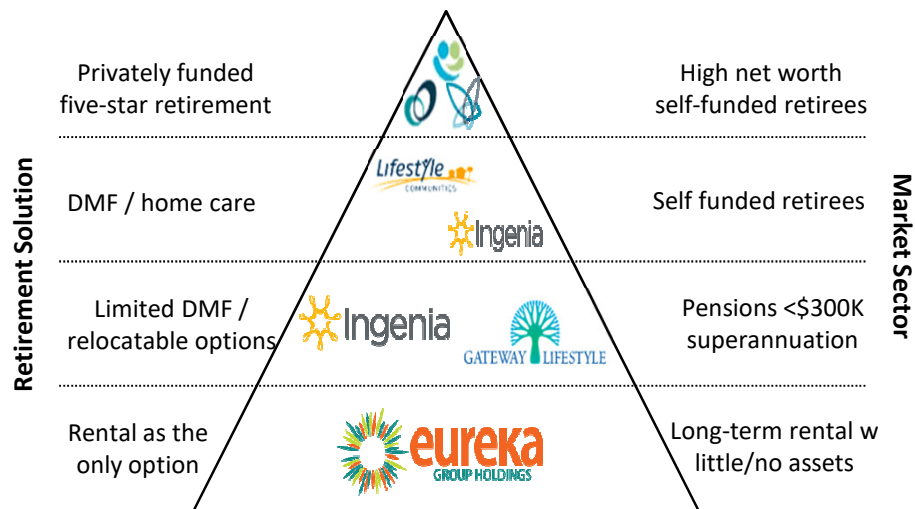 Privately funded
five-star retirement
High net worth
self-funded retirees
Retirement Solution
Market Sector
Lifestyle
COMMUNITIES
DMF / home care
Self funded retirees
Ingenia
Limited DMF /
relocatable options
Ingenia
GATEWAY LIFESTYLE
Pensions <$300K
superannuation
Rental as the
only option
eureka
GROUP HOLDINGS
Long-term rental w
little/no assets